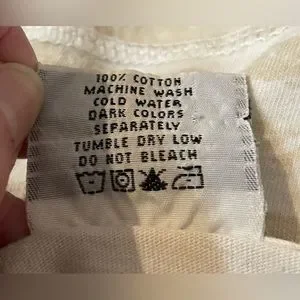 100% COTTON
MACHINE WASH
COLD WATER
DARK COLORS
SEPARATELY
TUMBLE DRY LOW
DO NOT BLEACH